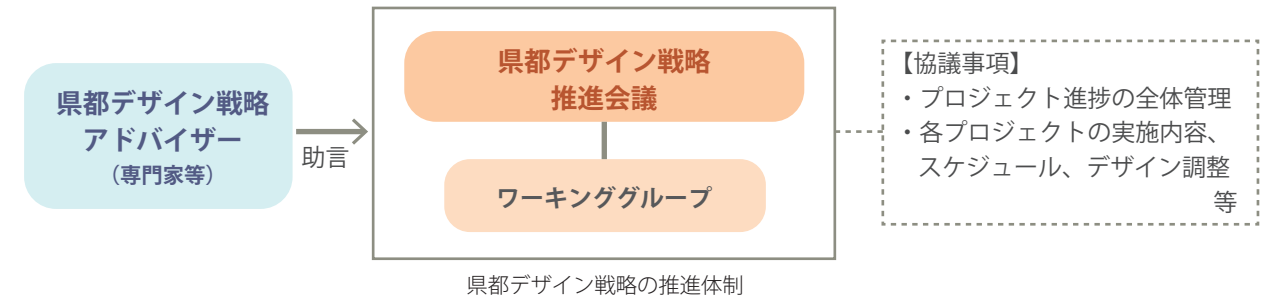 県都デザイン戦略
アドバイザー
（専門家等）
助言
県都デザイン戦略
推進会議
ワーキンググループ
【協議事項】
・プロジェクト進捗の全体管理
・各プロジェクトの実施内容、
スケジュール、デザイン調整
等
県都デザイン戦略の推進体制